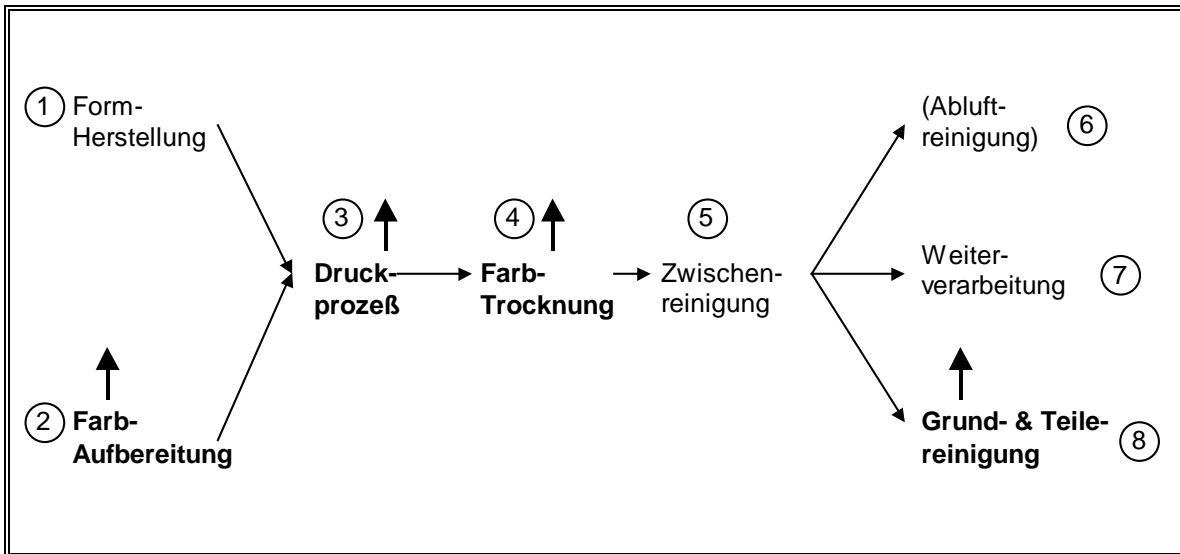 1 Form-
Herstellung
2 Farb-
Aufbereitung
3
Druck-
prozeß
4
Farb-
Trocknung
5
Zwischen-
reinigung
(Abluft-
reinigung) 6
Weiter-
verarbeitung 7
Grund- & Teile-
reinigung 8